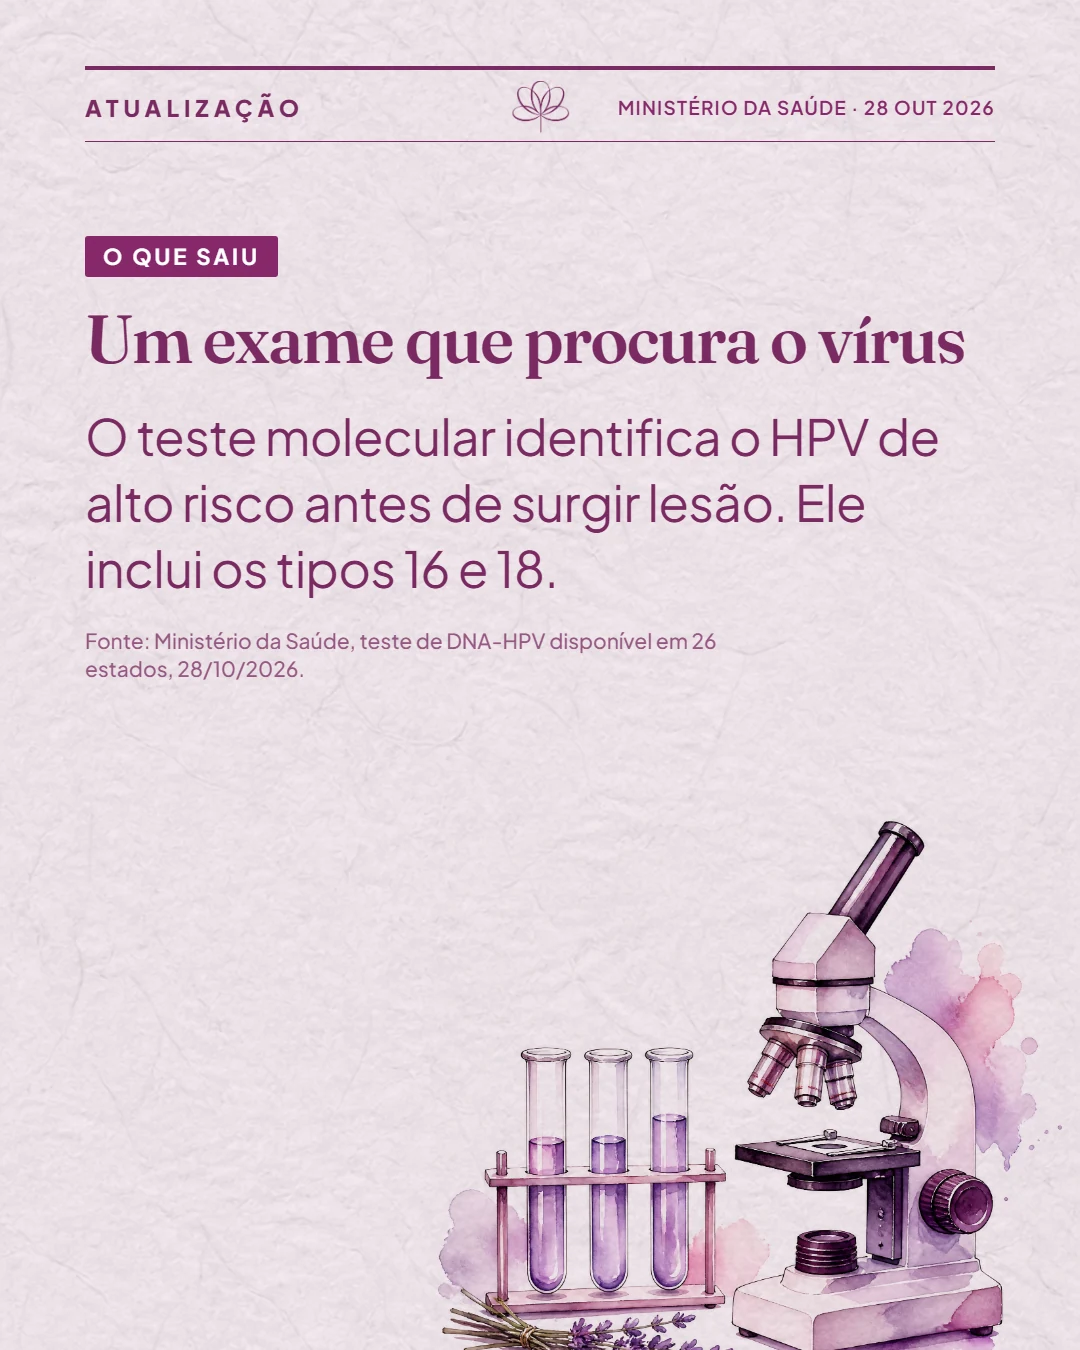 ATUALIZAÇÃO
MINISTÉRIO DA SAÚDE · 28 OUT 2026
O QUE SAIU
Um exame que procura o vírus
O teste molecular identifica o HPV de
alto risco antes de surgir lesão. Ele
inclui os tipos 16 e 18.
Fonte: Ministério da Saúde, teste de DNA-HPV disponível em 26
estados, 28/10/2026.